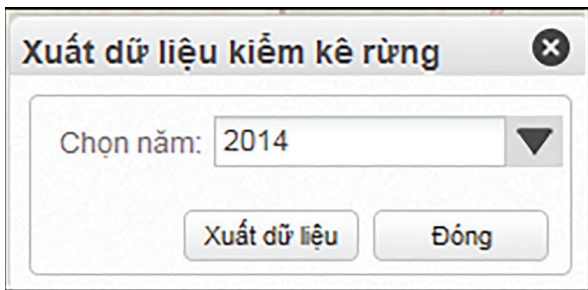 Xuất dữ liệu kiểm kê rừng
Chọn năm: 2014
Xuất dữ liệu Đóng